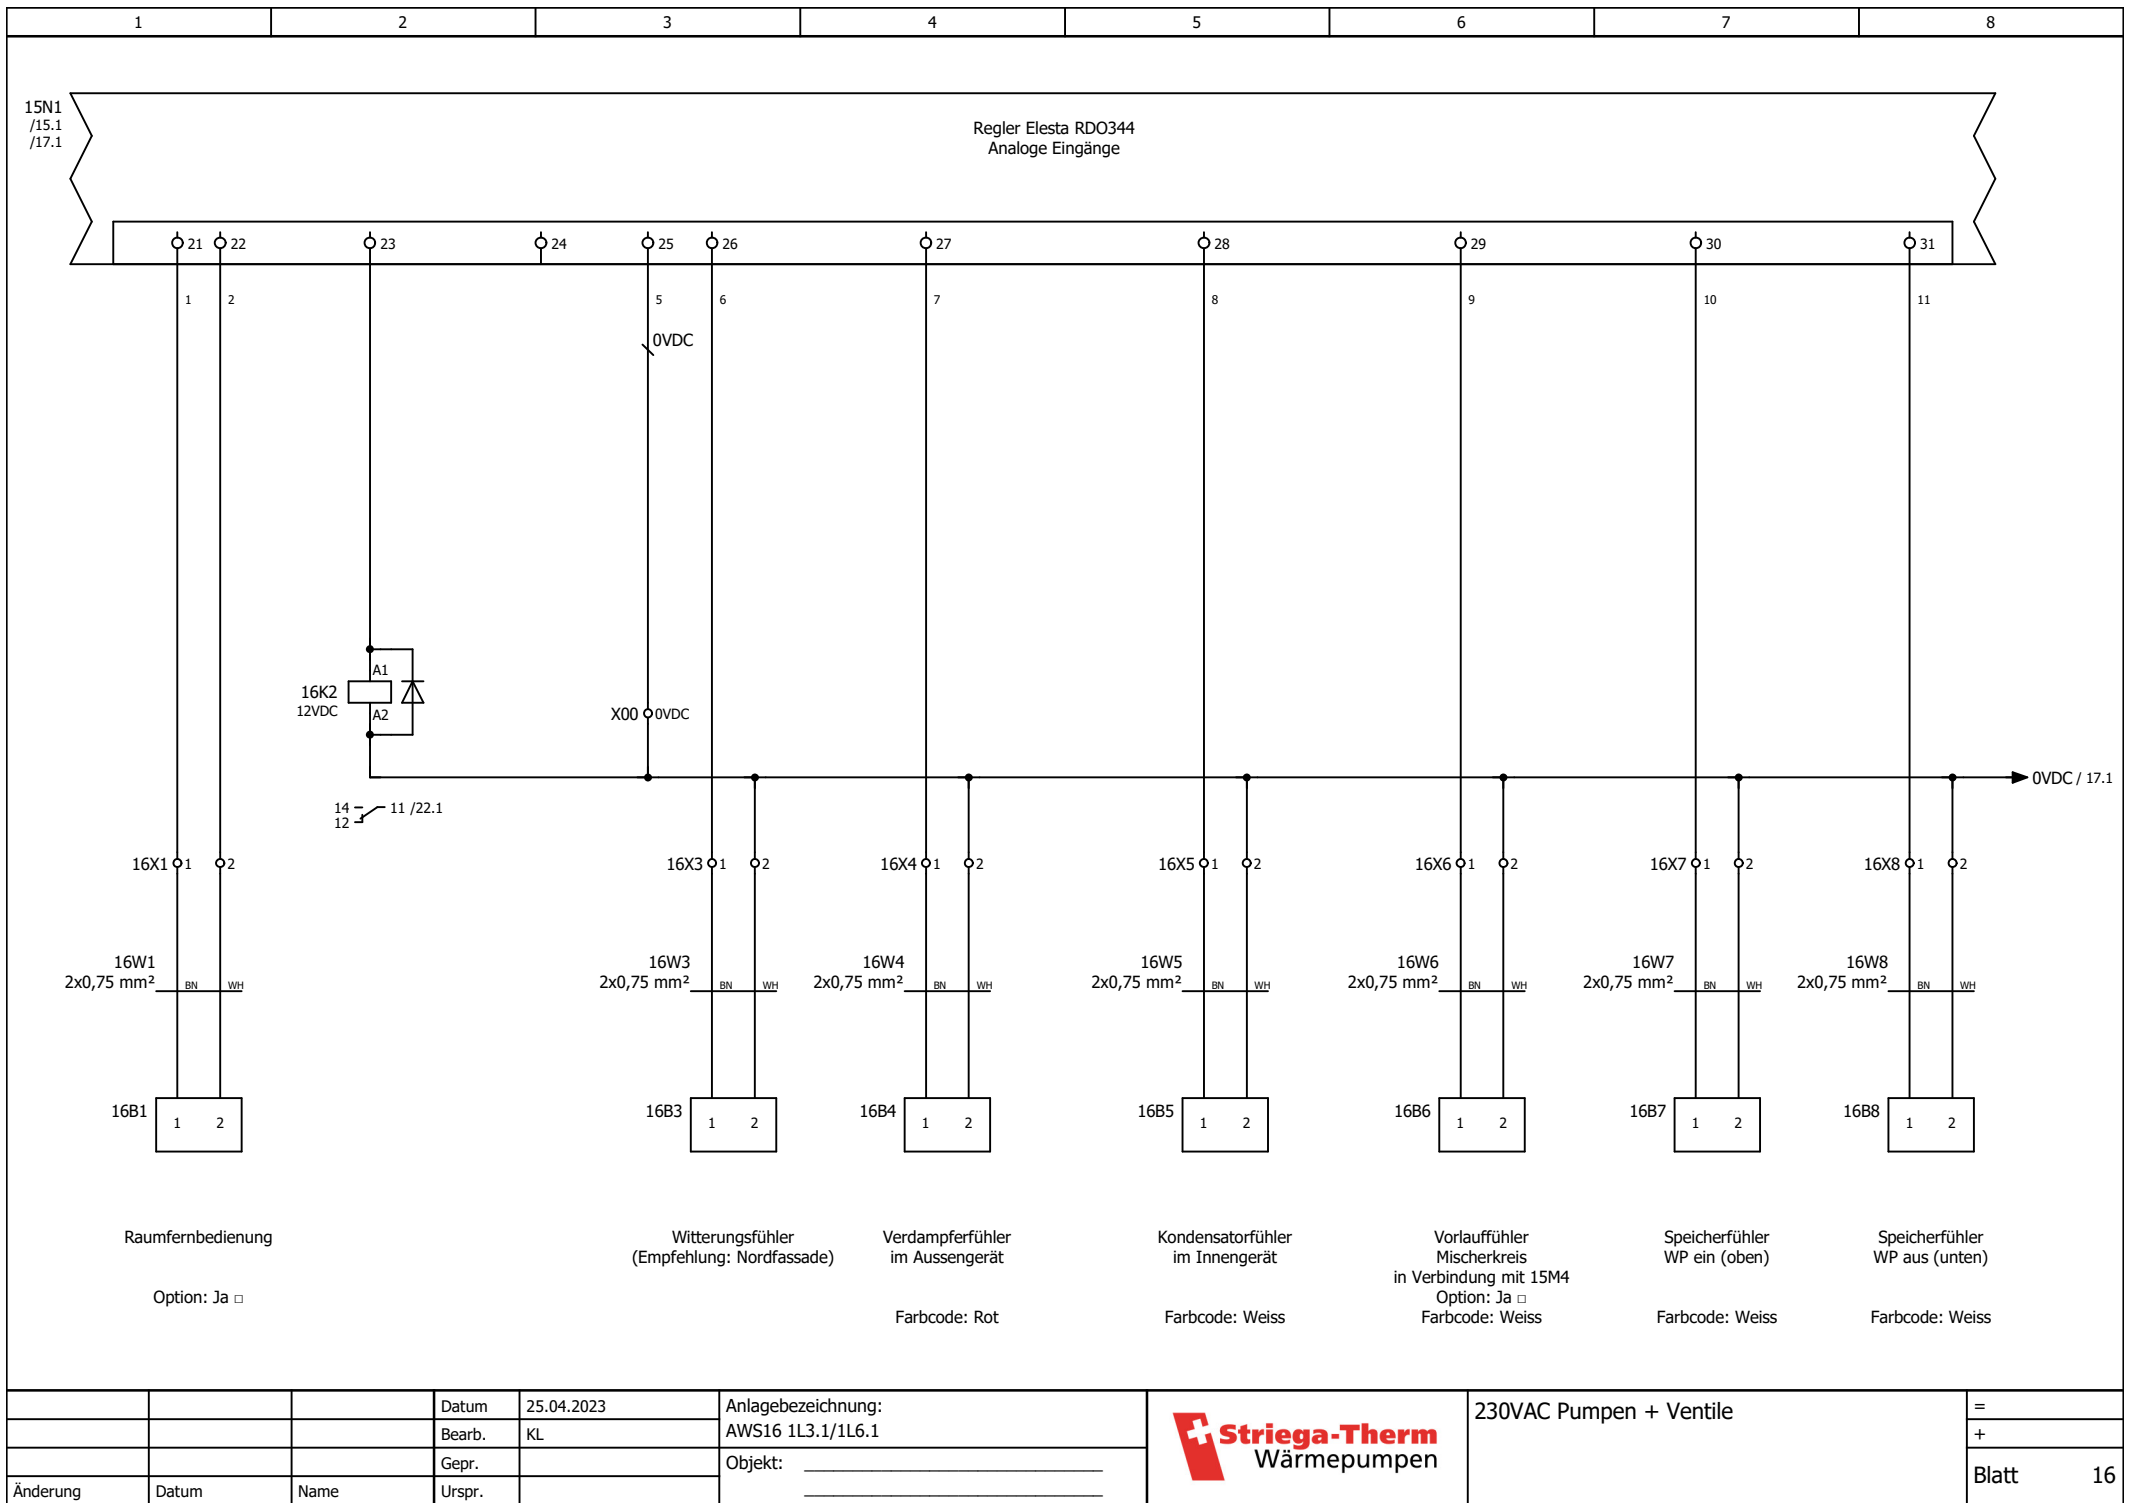 1 2 3 4 5 6 7 8
15N1
/15.1
/17.1
Regler Elesta RDO344
Analoge Eingänge
21 22 23 24 25 26 27 28 29 30 31
1 2 5 6 7 8 9 10 11
0VDC
A1
16K2
12VDC
A2
X00 0VDC
0VDC / 17.1
14 11 /22.1
12
16X1 1 2 16X3 1 2 16X4 1 2 16X5 1 2 16X6 1 2 16X7 1 2 16X8 1 2
16W1 16W3 16W4 16W5 16W6 16W7 16W8
2x0,75 mm² 2x0,75 mm² 2x0,75 mm² 2x0,75 mm² 2x0,75 mm² 2x0,75 mm² 2x0,75 mm²
BN WH BN WH BN WH BN WH BN WH BN WH BN WH
16B1 16B3 16B4 16B5 16B6 16B7 16B8
1 2 1 2 1 2 1 2 1 2 1 2 1 2
Raumfernbedienung
Option: Ja □
Witterungsfühler
(Empfehlung: Nordfassade)
Verdampferfühler
im Aussengerät
Farbcode: Rot
Kondensatorfühler
im Innengerät
Farbcode: Weiss
Vorlauffühler
Mischerkreis
in Verbindung mit 15M4
Option: Ja □
Farbcode: Weiss
Speicherfühler
WP ein (oben)
Farbcode: Weiss
Speicherfühler
WP aus (unten)
Farbcode: Weiss
Datum 25.04.2023
Bearb. KL
Gepr.
Änderung Datum Name Urspr.
Anlagebezeichnung:
AWS16 1L3.1/1L6.1
Objekt:
Striega-Therm
Wärmepumpen
230VAC Pumpen + Ventile
=
+
Blatt 16